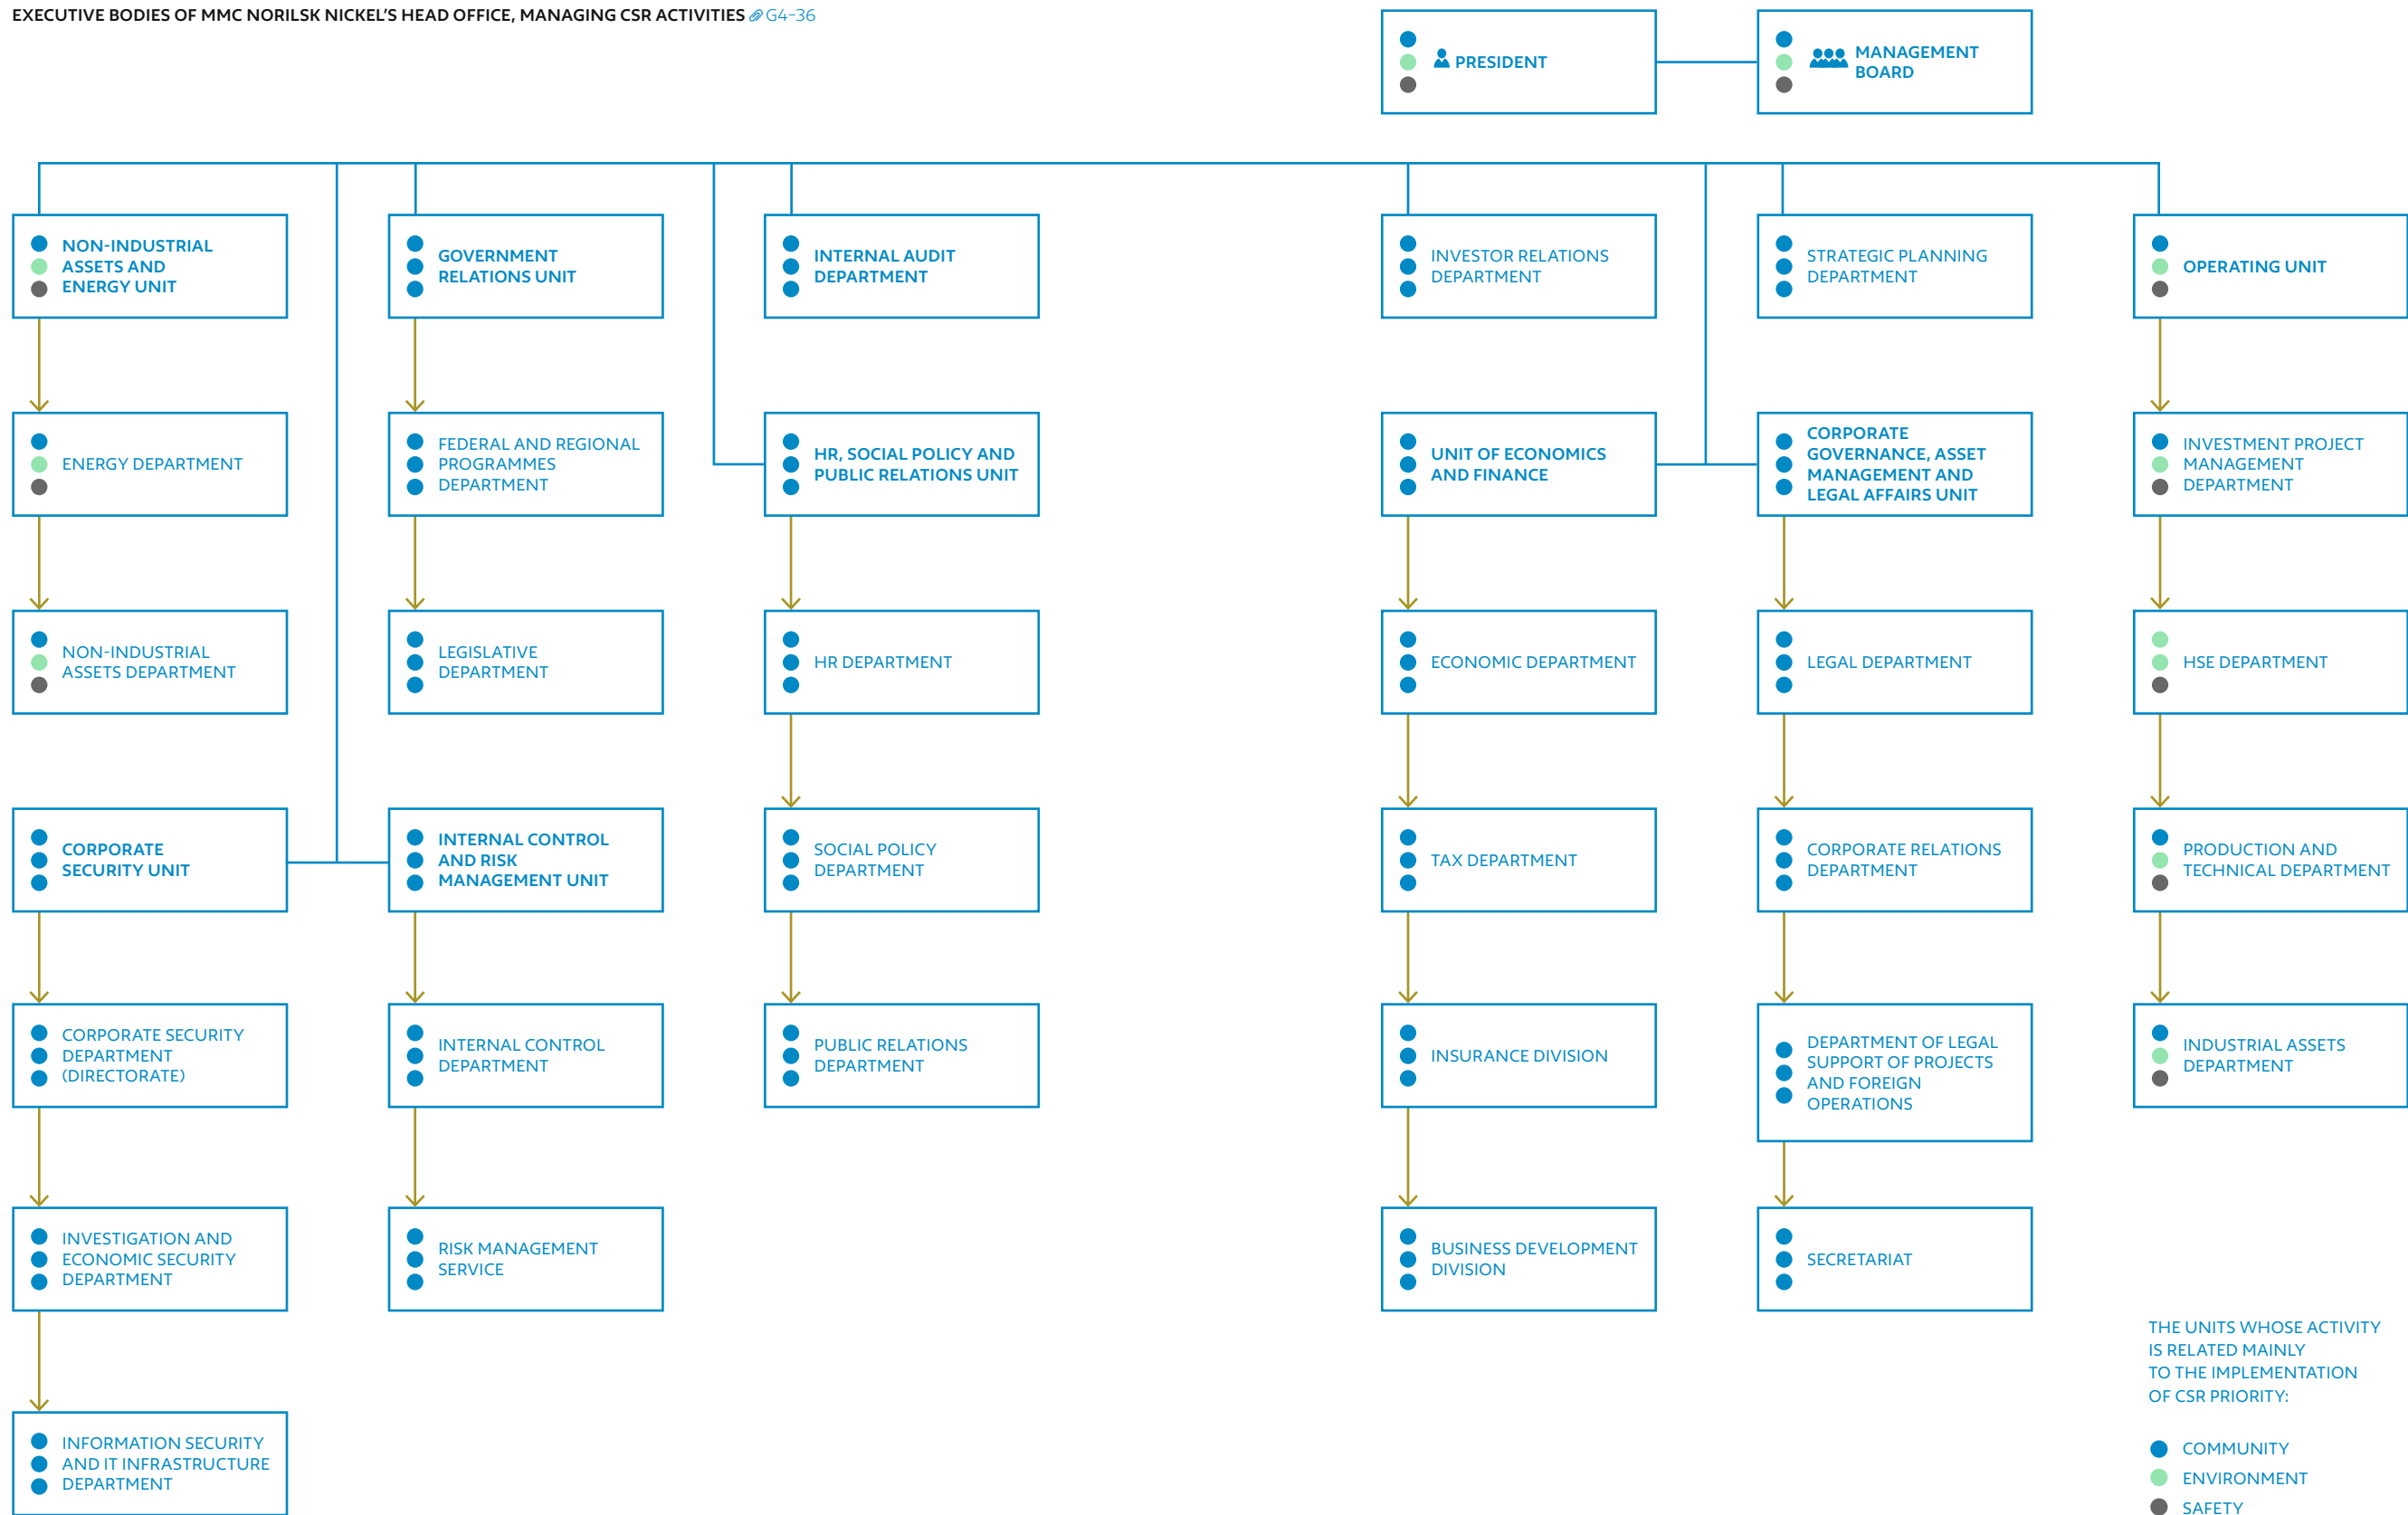 EXECUTIVE BODIES OF MMC NORILSK NICKEL'S HEAD OFFICE, MANAGING CSR ACTIVITIES G4-36
PRESIDENT
MANAGEMENT
BOARD
NON-INDUSTRIAL
ASSETS AND
ENERGY UNIT
GOVERNMENT
RELATIONS UNIT
INTERNAL AUDIT
DEPARTMENT
INVESTOR RELATIONS
DEPARTMENT
STRATEGIC PLANNING
DEPARTMENT
OPERATING UNIT
ENERGY DEPARTMENT
FEDERAL AND REGIONAL
PROGRAMMES
DEPARTMENT
HR, SOCIAL POLICY AND
PUBLIC RELATIONS UNIT
UNIT OF ECONOMICS
AND FINANCE
CORPORATE
GOVERNANCE, ASSET
MANAGEMENT AND
LEGAL AFFAIRS UNIT
INVESTMENT PROJECT
MANAGEMENT
DEPARTMENT
NON-INDUSTRIAL
ASSETS DEPARTMENT
LEGISLATIVE
DEPARTMENT
HR DEPARTMENT
ECONOMIC DEPARTMENT
LEGAL DEPARTMENT
HSE DEPARTMENT
CORPORATE
SECURITY UNIT
INTERNAL CONTROL
AND RISK
MANAGEMENT UNIT
SOCIAL POLICY
DEPARTMENT
TAX DEPARTMENT
CORPORATE RELATIONS
DEPARTMENT
PRODUCTION AND
TECHNICAL DEPARTMENT
CORPORATE SECURITY
DEPARTMENT
(DIRECTORATE)
INTERNAL CONTROL
DEPARTMENT
PUBLIC RELATIONS
DEPARTMENT
INSURANCE DIVISION
DEPARTMENT OF LEGAL
SUPPORT OF PROJECTS
AND FOREIGN
OPERATIONS
INDUSTRIAL ASSETS
DEPARTMENT
INVESTIGATION AND
ECONOMIC SECURITY
DEPARTMENT
RISK MANAGEMENT
SERVICE
BUSINESS DEVELOPMENT
DIVISION
SECRETARIAT
INFORMATION SECURITY
AND IT INFRASTRUCTURE
DEPARTMENT
THE UNITS WHOSE ACTIVITY
IS RELATED MAINLY
TO THE IMPLEMENTATION
OF CSR PRIORITY:
COMMUNITY
ENVIRONMENT
SAFETY